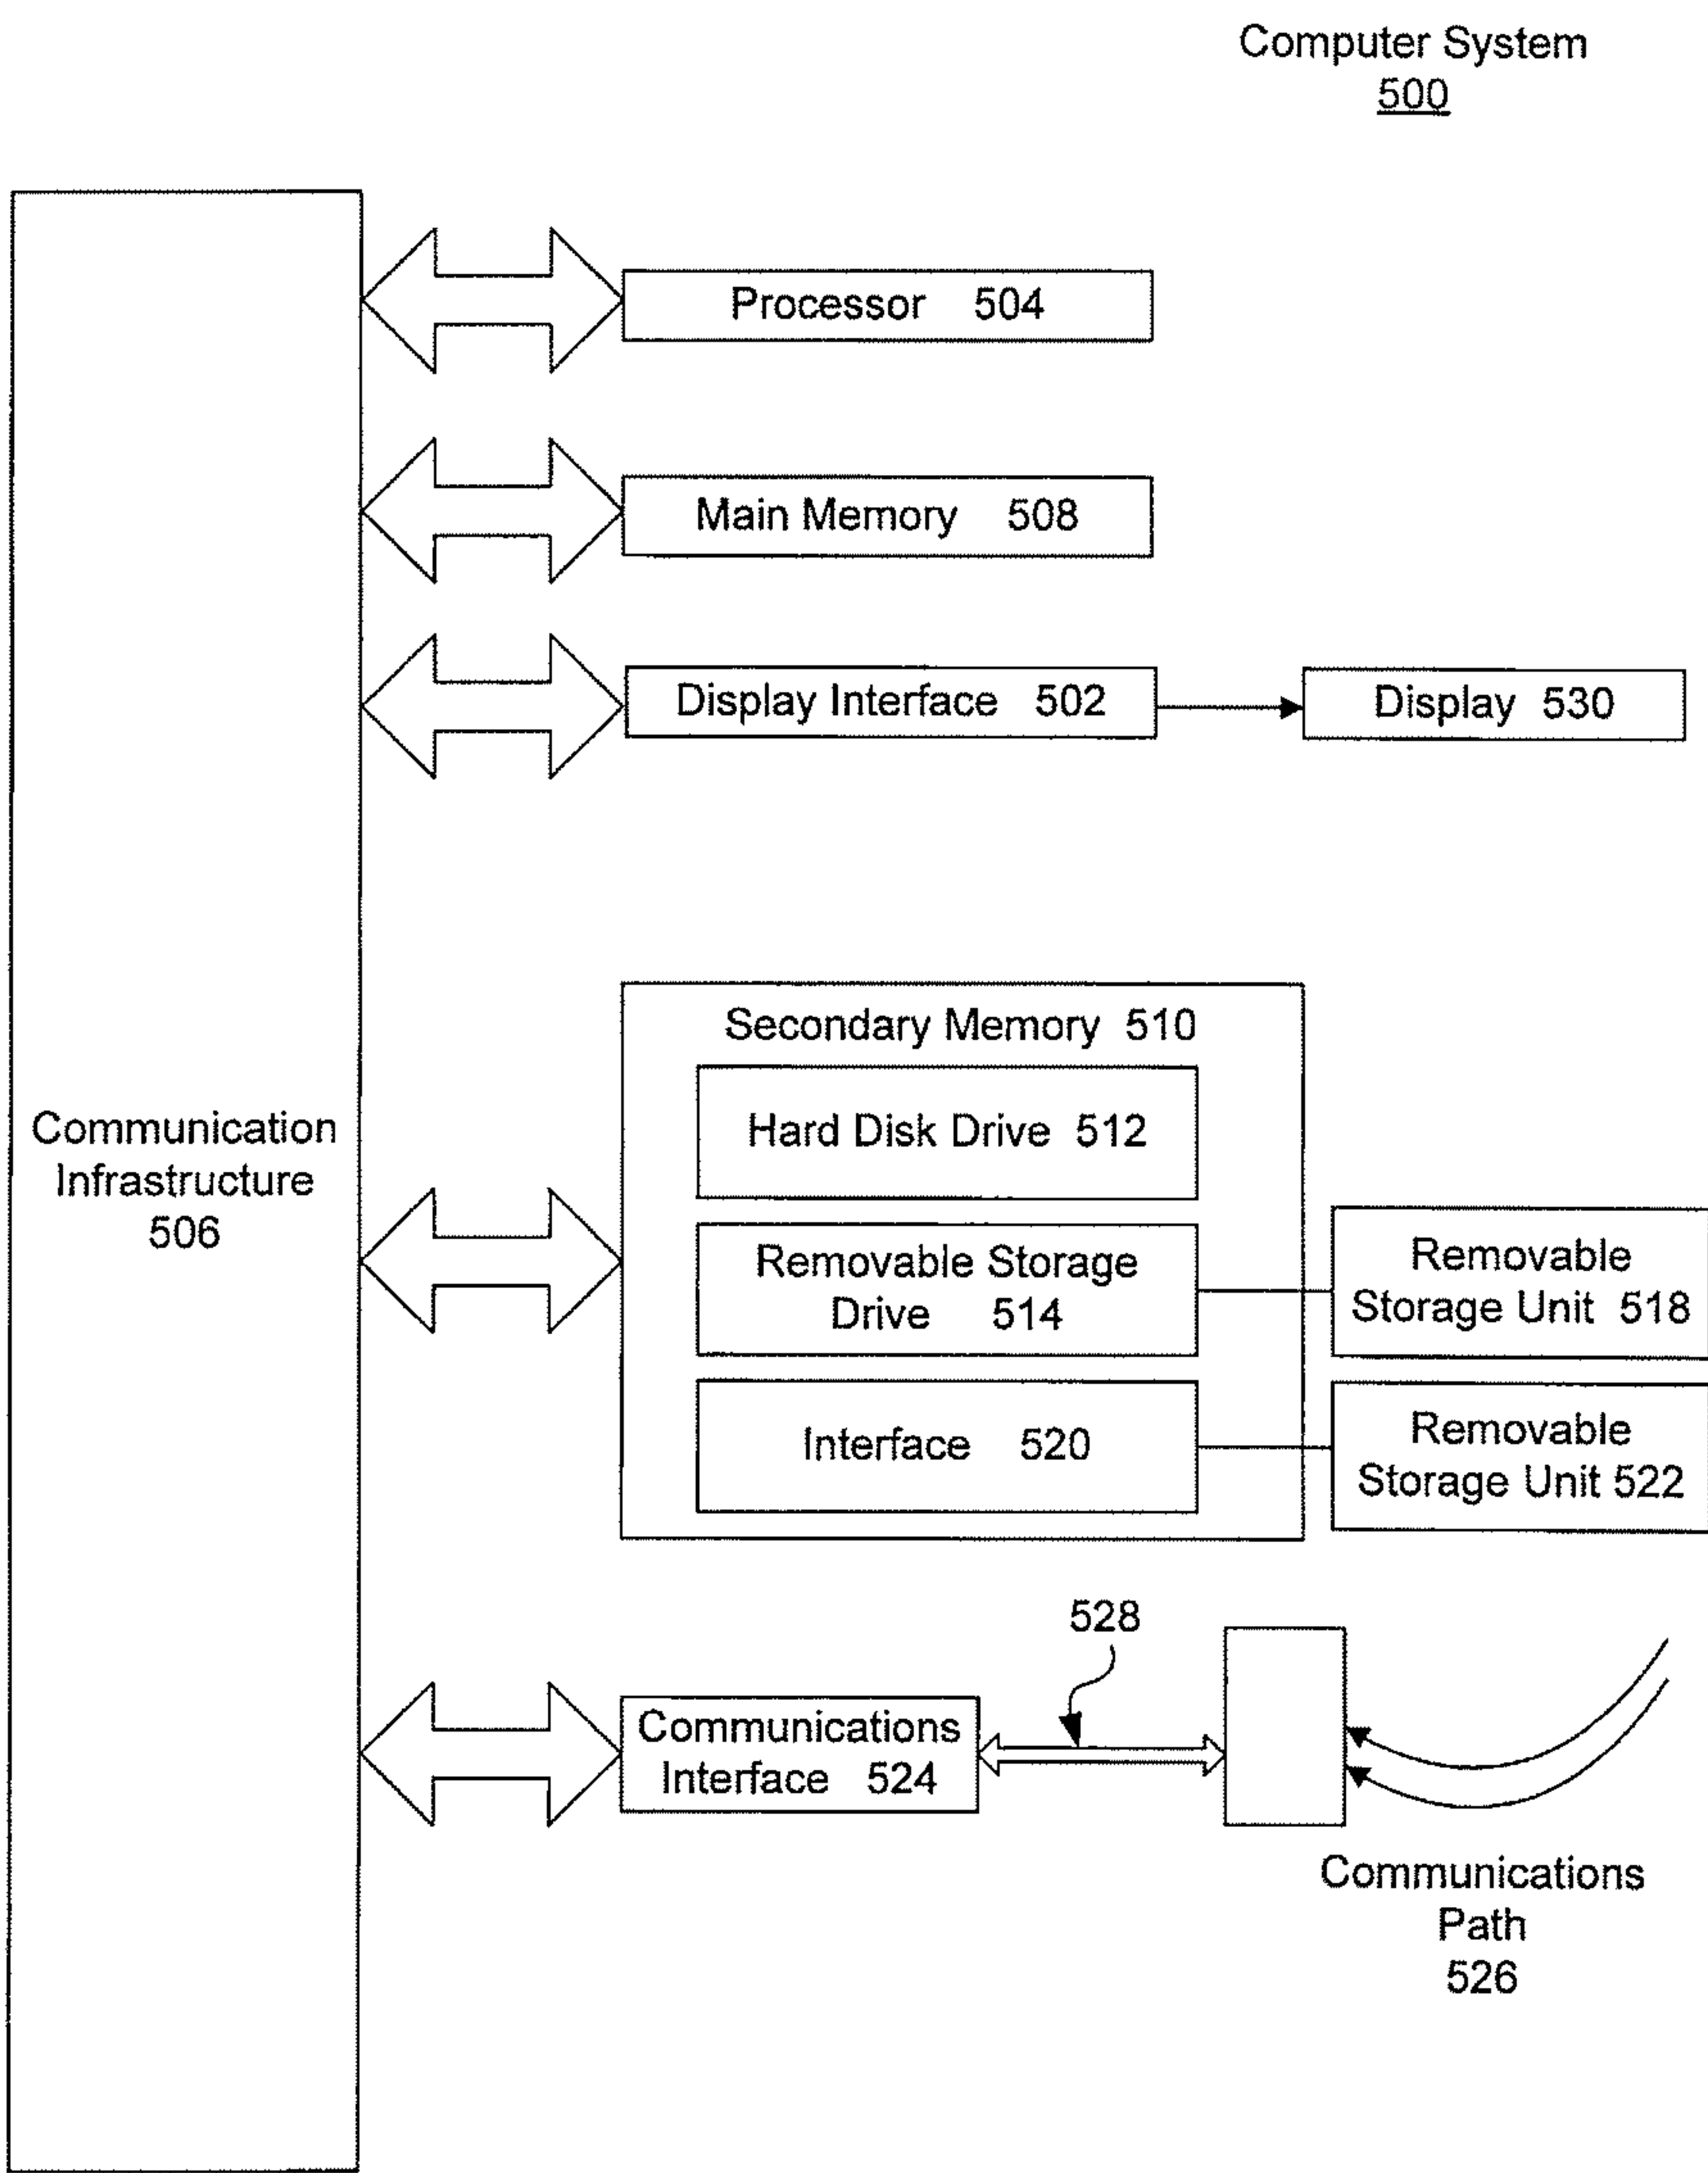 Computer System
500
Processor 504
Main Memory 508
Display Interface 502
Display 530
Secondary Memory 510
Hard Disk Drive 512
Communication
Infrastructure
506
Removable Storage
Drive 514
Removable
Storage Unit 518
Interface 520
Removable
Storage Unit 522
528
Communications
Interface 524
Communications
Path
526